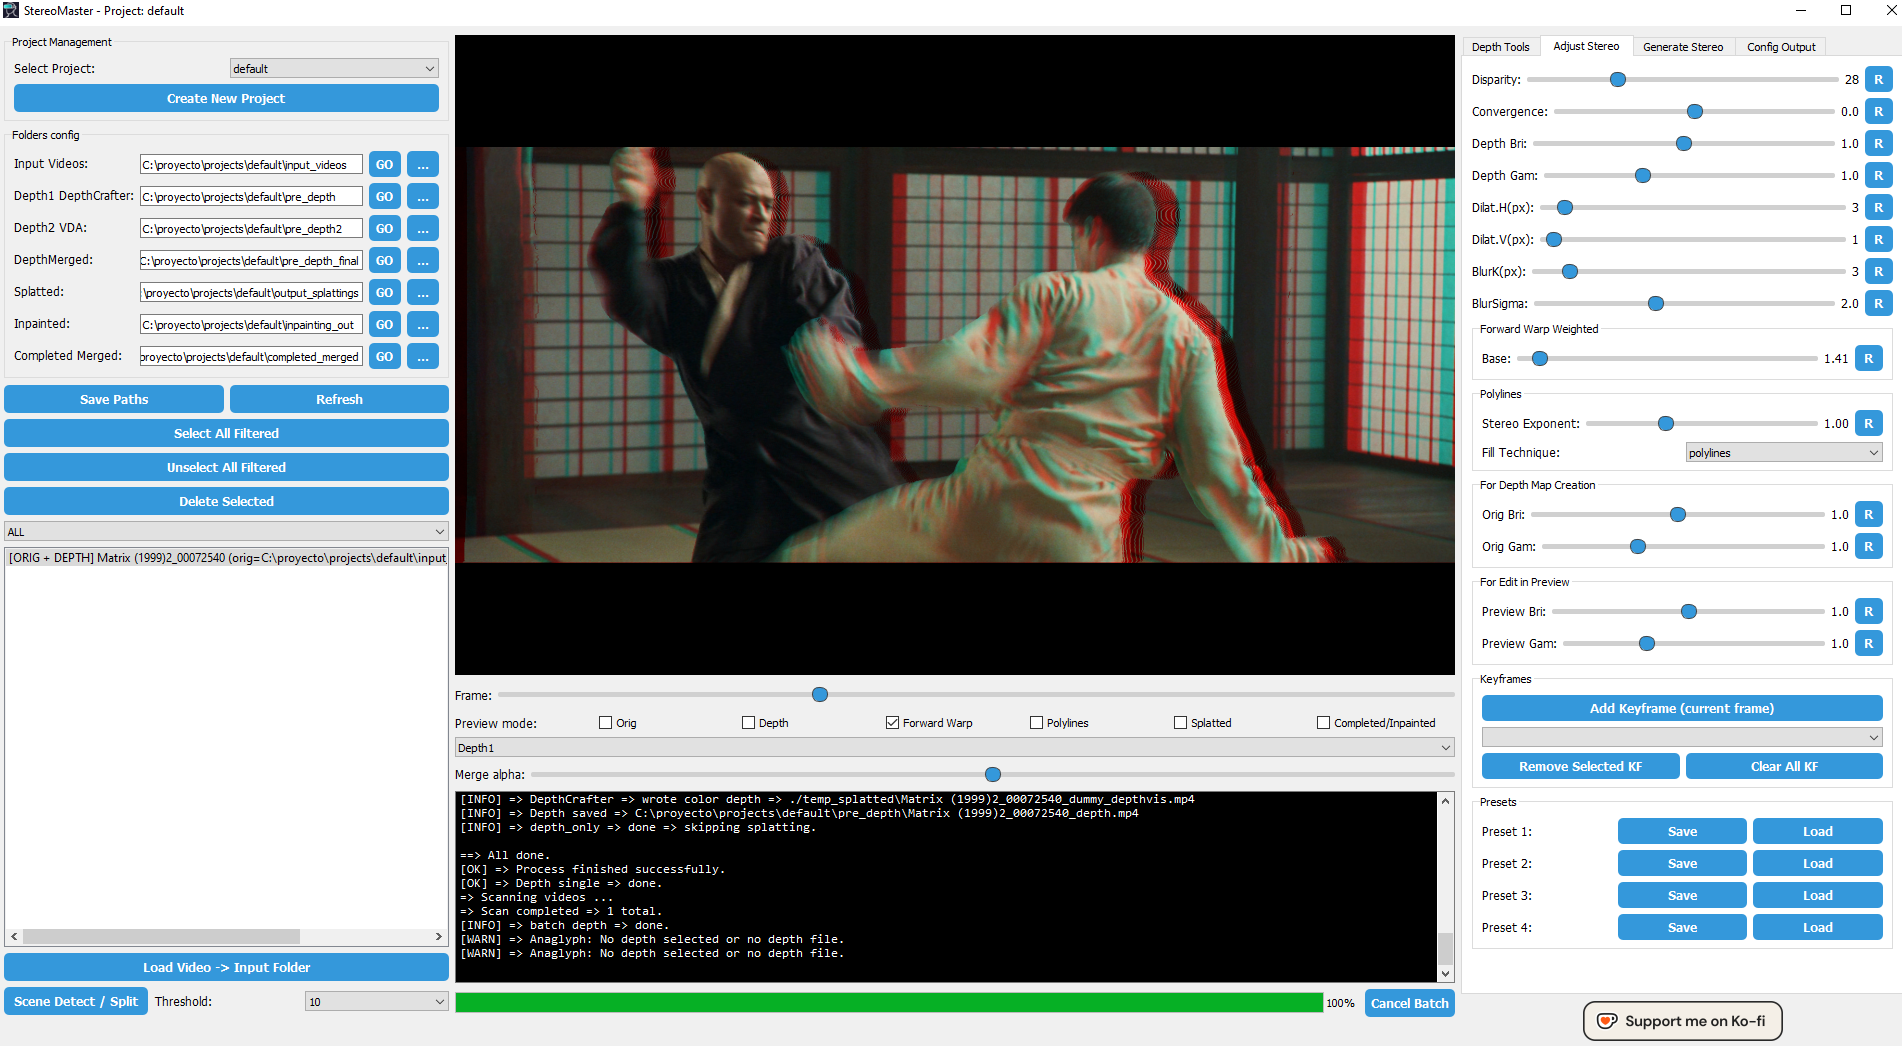 StereoMaster - Project: default
Project Management
Select Project:
default
Create New Project
Folders config
Input Videos:
C:\proyecto\projects\default\input_videos
GO
...
Depth1 DepthCrafter:
C:\proyecto\projects\default\pre_depth
GO
...
Depth2 VDA:
C:\proyecto\projects\default\pre_depth2
GO
...
DepthMerged:
C:\proyecto\projects\default\pre_depth_final
GO
...
Splatted:
\proyecto\projects\default\output_splattings
GO
...
Inpainted:
C:\proyecto\projects\default\inpainting_out
GO
...
Completed Merged:
proyecto\projects\default\completed_merged
GO
...
Save Paths
Refresh
Select All Filtered
Unselect All Filtered
Delete Selected
ALL
[ORIG + DEPTH] Matrix (1999)2_00072540 (orig=C:\proyecto\projects\default\input_
Load Video -> Input Folder
Scene Detect / Split
Threshold:
10
Frame:
Preview mode:
Orig
Depth
Forward Warp
Polylines
Splatted
Completed/Inpainted
Depth1
Merge alpha:
[INFO] => DepthCrafter => wrote color depth => ./temp_splatted\Matrix (1999)2_00072540_dummy_depthvis.mp4
[INFO] => Depth saved => C:\proyecto\projects\default\pre_depth\Matrix (1999)2_00072540_depth.mp4
[INFO] => depth_only => done => skipping splatting.
==> All done.
[OK] => Process finished successfully.
[OK] => Depth single => done.
=> Scanning videos ...
=> Scan completed => 1 total.
[INFO] => batch depth => done.
[WARN] => Anaglyph: No depth selected or no depth file.
[WARN] => Anaglyph: No depth selected or no depth file.
100%
Cancel Batch
Depth Tools
Adjust Stereo
Generate Stereo
Config Output
Disparity:
28
R
Convergence:
0.0
R
Depth Bri:
1.0
R
Depth Gam:
1.0
R
Dilat.H(px):
3
R
Dilat.V(px):
1
R
BlurK(px):
3
R
BlurSigma:
2.0
R
Forward Warp Weighted
Base:
1.41
R
Polylines
Stereo Exponent:
1.00
R
Fill Technique:
polylines
For Depth Map Creation
Orig Bri:
1.0
R
Orig Gam:
1.0
R
For Edit in Preview
Preview Bri:
1.0
R
Preview Gam:
1.0
R
Keyframes
Add Keyframe (current frame)
Remove Selected KF
Clear All KF
Presets
Preset 1:
Save
Load
Preset 2:
Save
Load
Preset 3:
Save
Load
Preset 4:
Save
Load
Support me on Ko-fi